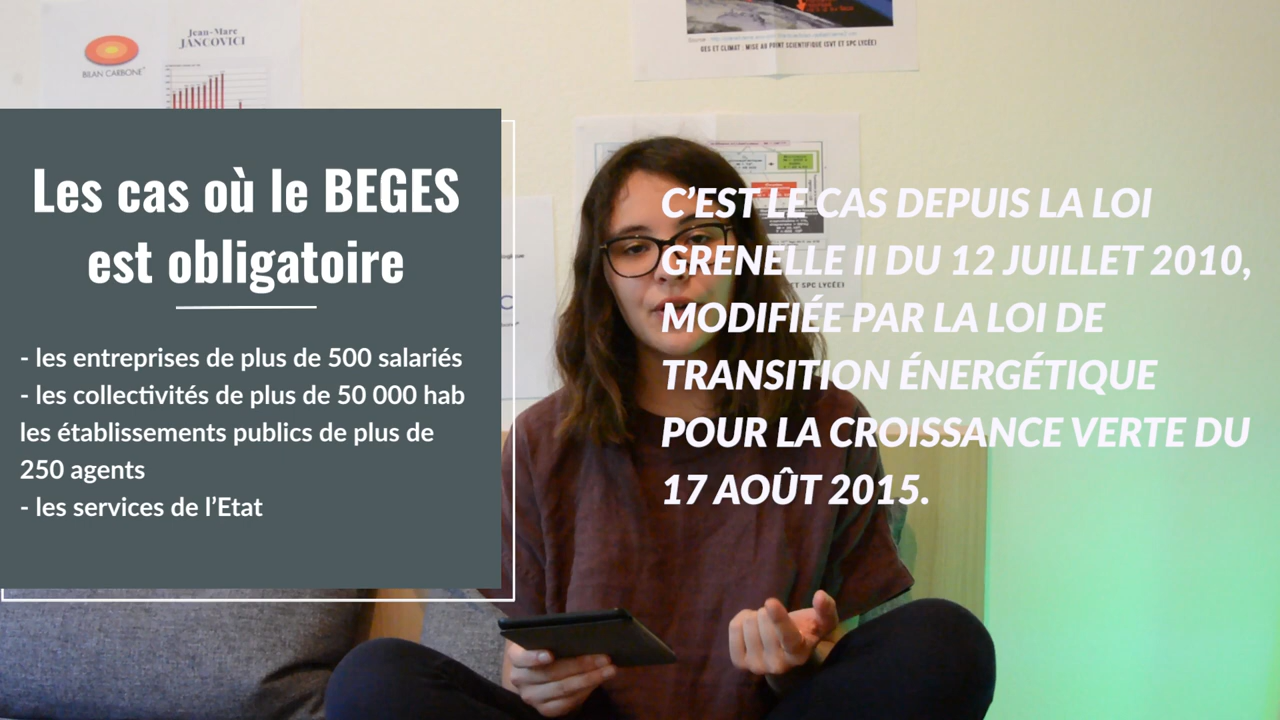 Jean-Marc
JANCOVICI
BILAN CARBONE
GES ET CLIMAT : MISE AU POINT SCIENTIFIQUE (SVT ET SPC LYCÉE)
Les cas où le BEGES
est obligatoire
- les entreprises de plus de 500 salariés
- les collectivités de plus de 50 000 hab
les établissements publics de plus de
250 agents
- les services de l'Etat
C'EST LE CAS DEPUIS LA LOI
GRENELLE II DU 12 JUILLET 2010,
MODIFIÉE PAR LA LOI DE
TRANSITION ÉNERGÉTIQUE
POUR LA CROISSANCE VERTE DU
17 AOÛT 2015.
ET SPC LYCÉE)